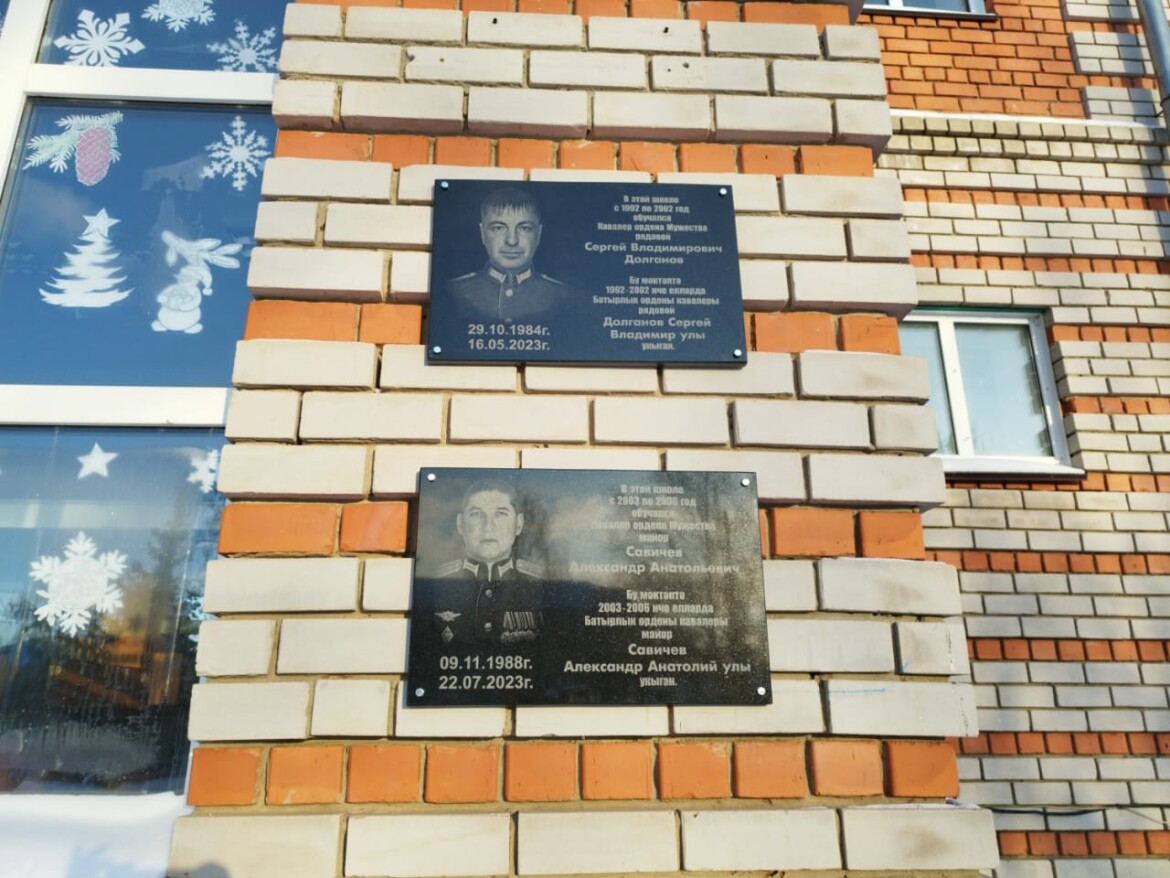 В этой школе
с 1992 по 2002 год
обучался
Кавалер ордена Мужества
рядовой
Сергей Владимирович
Долганов
Бу мәктәптә
1992-2002 нче елларда
Батырлык ордены кавалеры
рядовой
Долганов Сергей
Владимир улы
укыган.
29.10.1984г.
16.05.2023г.
В этой школе
с 2003 по 2006 год
обучался
Кавалер ордена Мужества
майор
Савичев
Александр Анатольевич
Бу мәктәптә
2003-2006 нче елларда
Батырлык ордены кавалеры
майор
Савичев
Александр Анатолий улы
укыган.
09.11.1988г.
22.07.2023г.